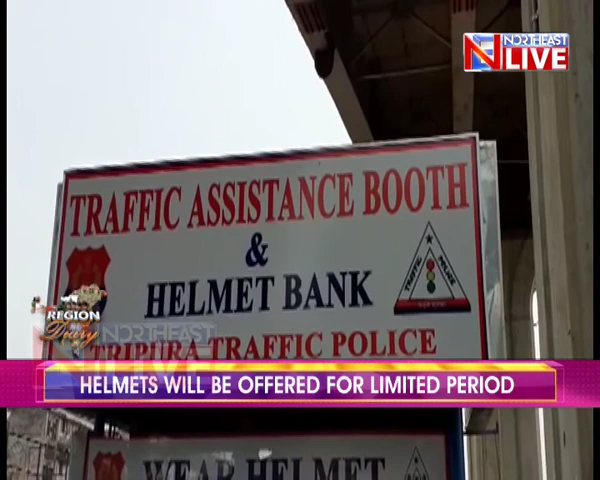 NORTHEAST
LIVE
TRAFFIC ASSISTANCE BOOTH
&
HELMET BANK
TRAFFIC POLICE
REGION
Diary
NORTHEAST
LIVE
TRIPURA TRAFFIC POLICE
HELMETS WILL BE OFFERED FOR LIMITED PERIOD
WEAR HELMET